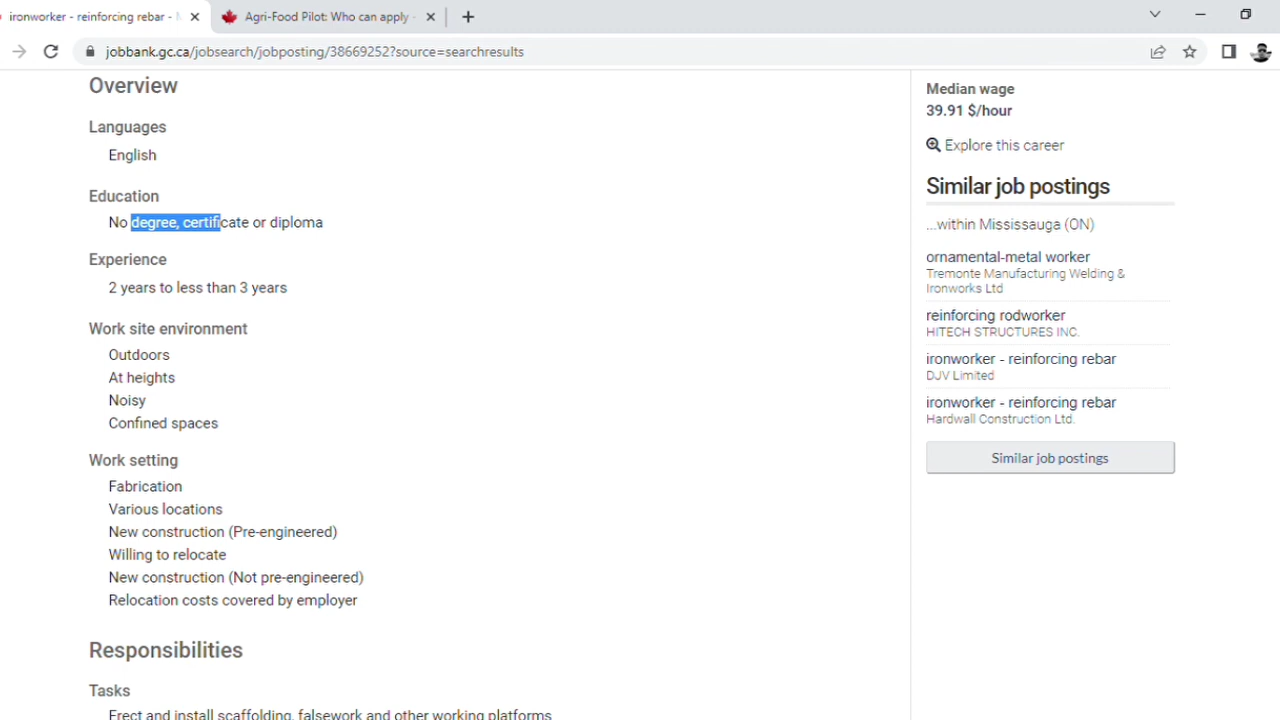 ironworker - reinforcing rebar -
Agri-Food Pilot: Who can apply -
jobbank.gc.ca/jobsearch/jobposting/38669252?source=searchresults
Overview
Languages
English
Education
No degree, certificate or diploma
Experience
2 years to less than 3 years
Work site environment
Outdoors
At heights
Noisy
Confined spaces
Work setting
Fabrication
Various locations
New construction (Pre-engineered)
Willing to relocate
New construction (Not pre-engineered)
Relocation costs covered by employer
Responsibilities
Tasks
Erect and install scaffolding, falsework and other working platforms
Median wage
39.91 $/hour
Explore this career
Similar job postings
...within Mississauga (ON)
ornamental-metal worker
Tremonte Manufacturing Welding &
Ironworks Ltd
reinforcing rodworker
HITECH STRUCTURES INC.
ironworker - reinforcing rebar
DJV Limited
ironworker - reinforcing rebar
Hardwall Construction Ltd.
Similar job postings